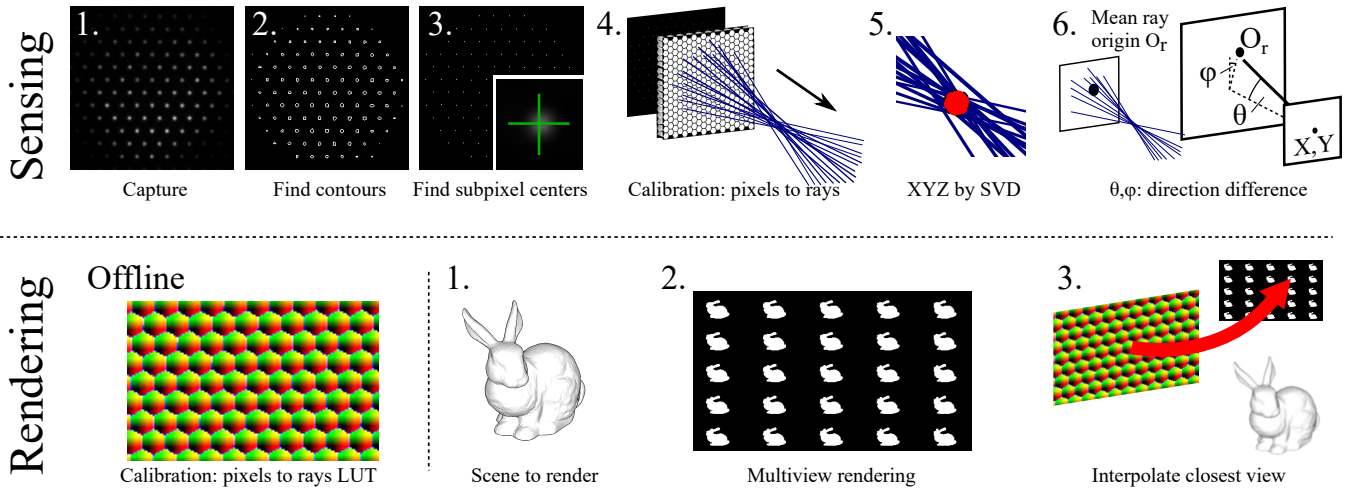 Sensing
1.
2.
3.
4.
5.
6.
Mean ray
origin Or
Or
φ
θ
X,Y
Capture
Find contours
Find subpixel centers
Calibration: pixels to rays
XYZ by SVD
θ,φ: direction difference
Rendering
Offline
1.
2.
3.
Calibration: pixels to rays LUT
Scene to render
Multiview rendering
Interpolate closest view